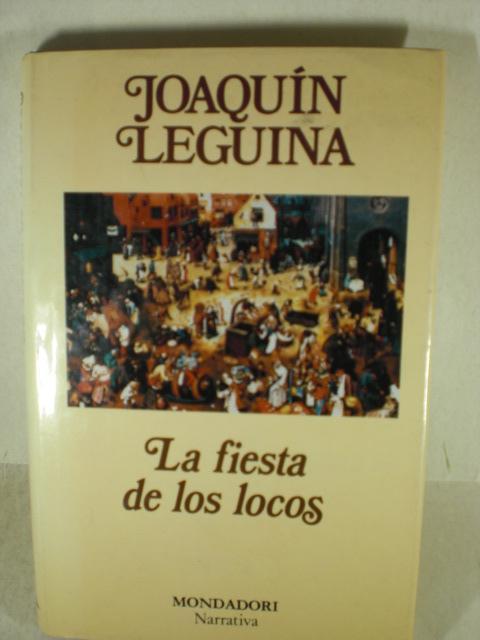 JOAQUÍN
LEGUINA
La fiesta
de los locos
MONDADORI
Narrativa